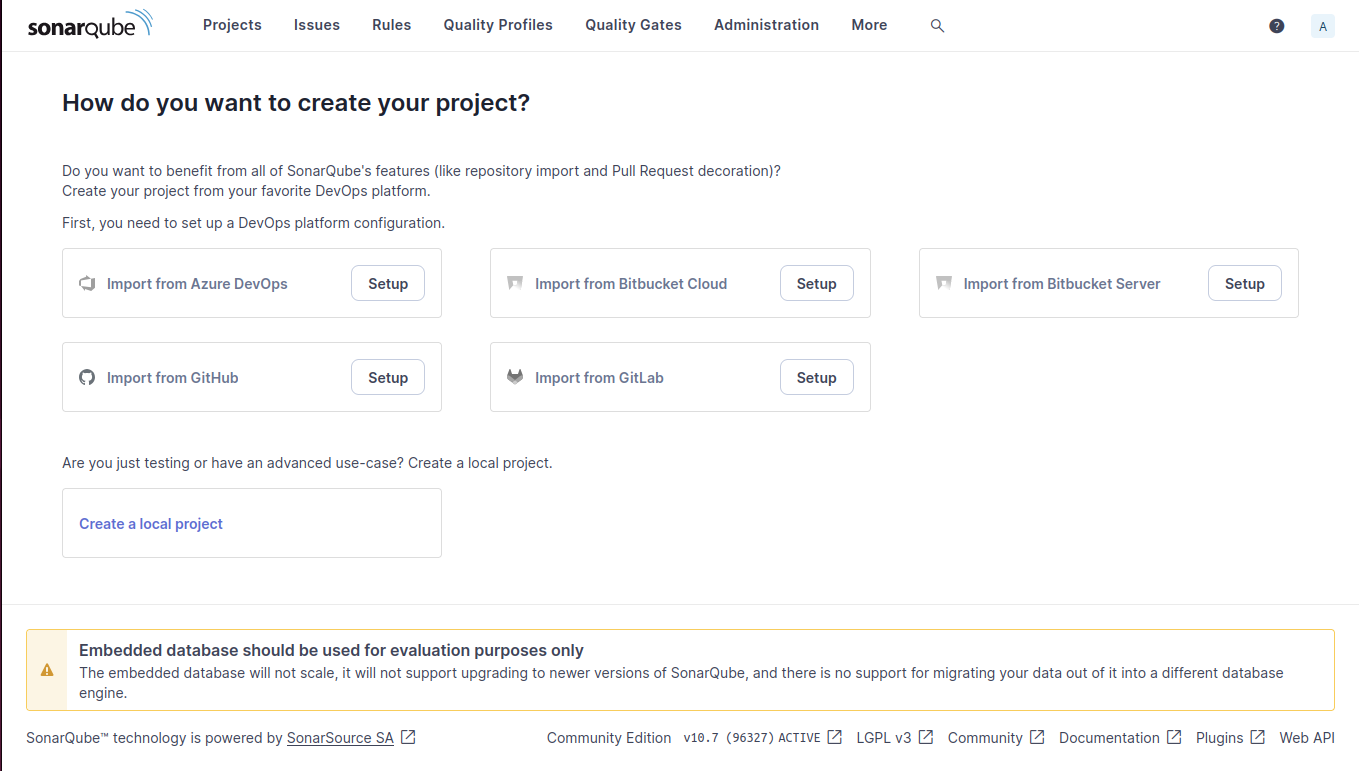 sonarqube Projects Issues Rules Quality Profiles Quality Gates Administration More ? A
How do you want to create your project?
Do you want to benefit from all of SonarQube's features (like repository import and Pull Request decoration)?
Create your project from your favorite DevOps platform.
First, you need to set up a DevOps platform configuration.
Import from Azure DevOps Setup Import from Bitbucket Cloud Setup Import from Bitbucket Server Setup
Import from GitHub Setup Import from GitLab Setup
Are you just testing or have an advanced use-case? Create a local project.
Create a local project
Embedded database should be used for evaluation purposes only
The embedded database will not scale, it will not support upgrading to newer versions of SonarQube, and there is no support for migrating your data out of it into a different database
engine.
SonarQube™ technology is powered by SonarSource SA Community Edition v10.7 (96327) ACTIVE LGPL v3 Community Documentation Plugins Web API